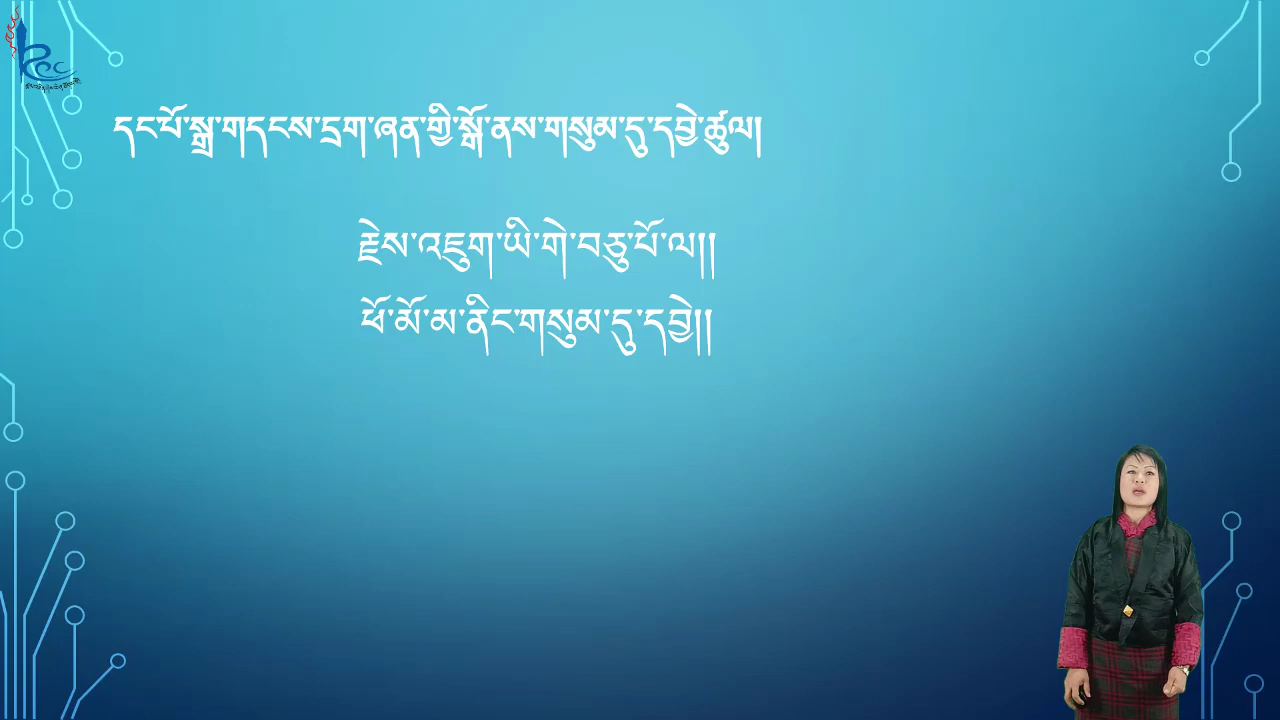 དང་པོ་སྒྲ་གདངས་དྲག་ཞན་གྱི་སྒོ་ནས་གསུམ་དུ་དབྱེ་ཚུལ།
རྗེས་འཇུག་ཡི་གེ་བཅུ་པོ་ལ།།
ཕོ་མོ་མ་ནིང་གསུམ་དུ་དབྱེ།།